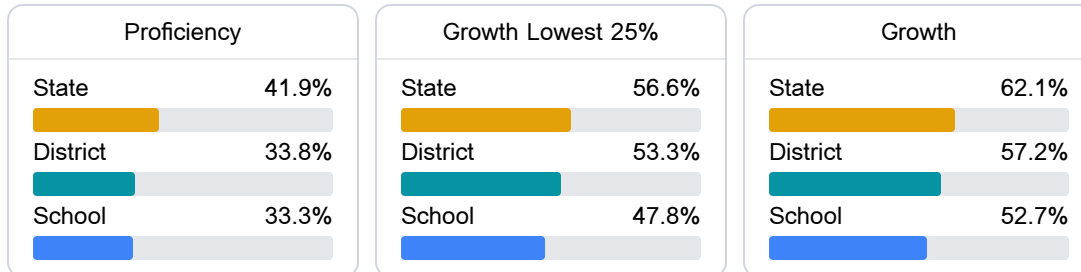 Proficiency
State 41.9%
District 33.8%
School 33.3%
Growth Lowest 25%
State 56.6%
District 53.3%
School 47.8%
Growth
State 62.1%
District 57.2%
School 52.7%